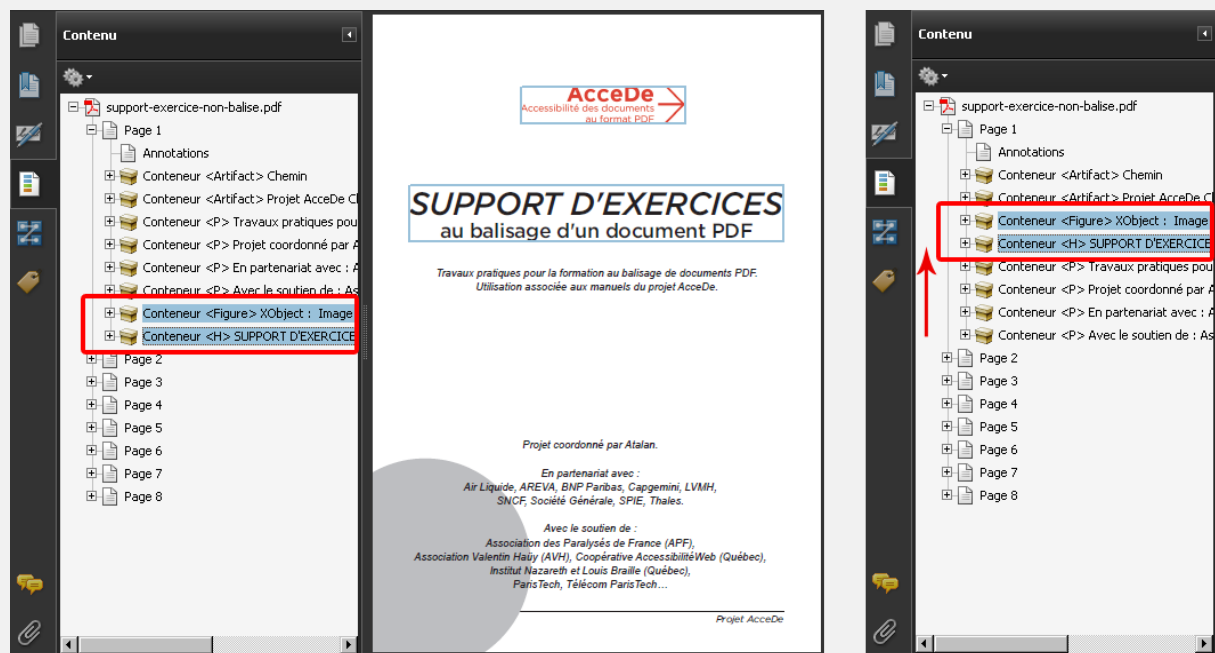 Contenu
support-exercice-non-balise.pdf
Page 1
Annotations
Conteneur <Artifact> Chemin
Conteneur <Artifact> Projet AcceDe Cl
Conteneur <P> Travaux pratiques pou
Conteneur <P> Projet coordonné par A
Conteneur <P> En partenariat avec : A
Conteneur <P> Avec le soutien de : As
Conteneur <Figure> XObject : Image
Conteneur <H> SUPPORT D'EXERCICE
Page 2
Page 3
Page 4
Page 5
Page 6
Page 7
Page 8
AcceDe
Accessibilité des documents
au format PDF
SUPPORT D'EXERCICES
au balisage d'un document PDF
Travaux pratiques pour la formation au balisage de documents PDF.
Utilisation associée aux manuels du projet AcceDe.
Projet coordonné par Atalan.
En partenariat avec :
Air Liquide, AREVA, BNP Paribas, Capgemini, LVMH,
SNCF, Société Générale, SPIE, Thales.
Avec le soutien de :
Association des Paralysés de France (APF),
Association Valentin Haüy (AVH), Coopérative AccessibilitéWeb (Québec),
Institut Nazareth et Louis Braille (Québec),
ParisTech, Télécom ParisTech…
Projet AcceDe
Contenu
support-exercice-non-balise.pdf
Page 1
Annotations
Conteneur <Artifact> Chemin
Conteneur <Artifact> Projet AcceDe Cl
Conteneur <Figure> XObject : Image
Conteneur <H> SUPPORT D'EXERCICE
Conteneur <P> Travaux pratiques pou
Conteneur <P> Projet coordonné par A
Conteneur <P> En partenariat avec : A
Conteneur <P> Avec le soutien de : As
Page 2
Page 3
Page 4
Page 5
Page 6
Page 7
Page 8